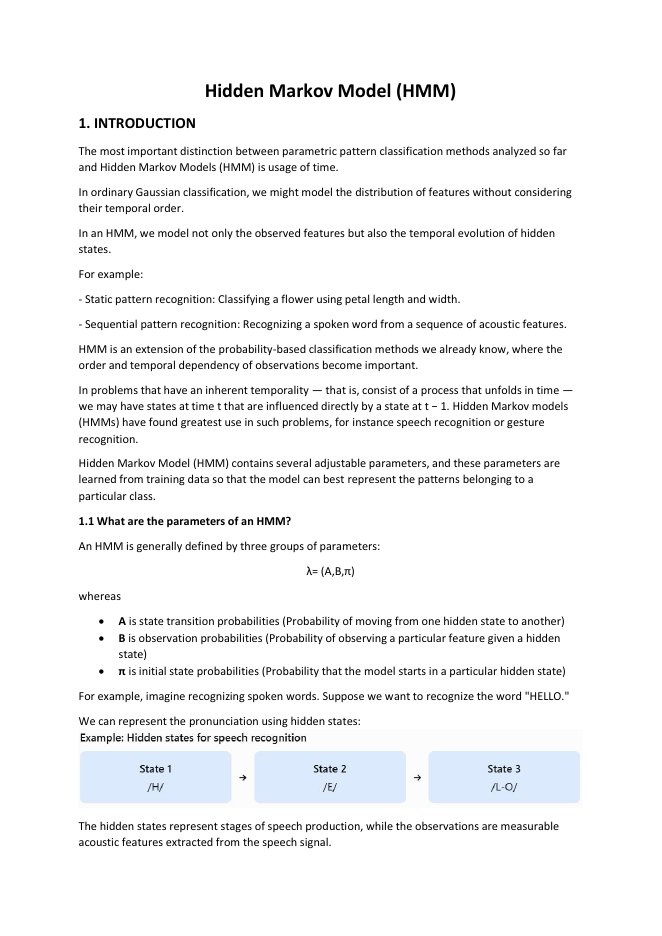 Hidden Markov Model (HMM)
1. INTRODUCTION
The most important distinction between parametric pattern classification methods analyzed so far
and Hidden Markov Models (HMM) is usage of time.
In ordinary Gaussian classification, we might model the distribution of features without considering
their temporal order.
In an HMM, we model not only the observed features but also the temporal evolution of hidden
states.
For example:
- Static pattern recognition: Classifying a flower using petal length and width.
- Sequential pattern recognition: Recognizing a spoken word from a sequence of acoustic features.
HMM is an extension of the probability-based classification methods we already know, where the
order and temporal dependency of observations become important.
In problems that have an inherent temporality — that is, consist of a process that unfolds in time —
we may have states at time t that are influenced directly by a state at t − 1. Hidden Markov models
(HMMs) have found greatest use in such problems, for instance speech recognition or gesture
recognition.
Hidden Markov Model (HMM) contains several adjustable parameters, and these parameters are
learned from training data so that the model can best represent the patterns belonging to a
particular class.
1.1 What are the parameters of an HMM?
An HMM is generally defined by three groups of parameters:
λ= (A,B,π)
whereas
• A is state transition probabilities (Probability of moving from one hidden state to another)
• B is observation probabilities (Probability of observing a particular feature given a hidden
state)
• π is initial state probabilities (Probability that the model starts in a particular hidden state)
For example, imagine recognizing spoken words. Suppose we want to recognize the word "HELLO."
We can represent the pronunciation using hidden states:
Example: Hidden states for speech recognition
State 1 → State 2 → State 3
/H/ /E/ /L-O/
The hidden states represent stages of speech production, while the observations are measurable
acoustic features extracted from the speech signal.